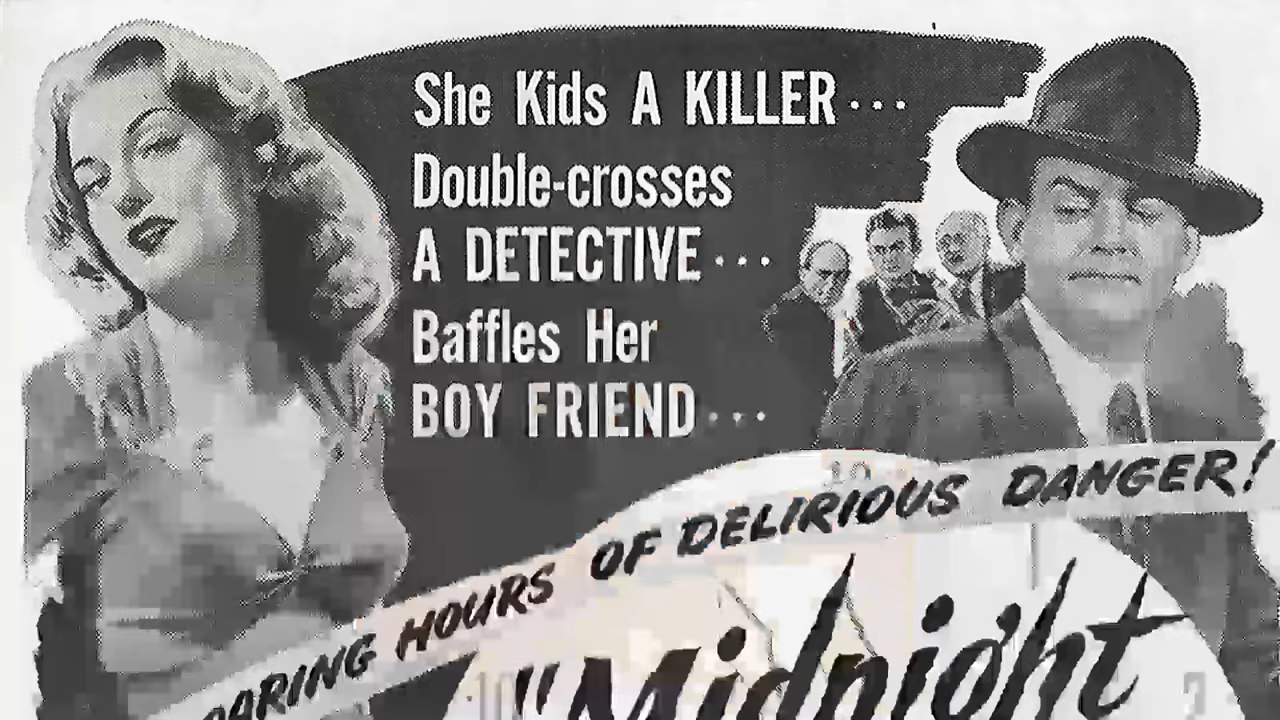 She Kids A KILLER...
Double-crosses
A DETECTIVE...
Baffles Her
BOY FRIEND...
HOURS OF DELIRIOUS DANGER!
"Midnight